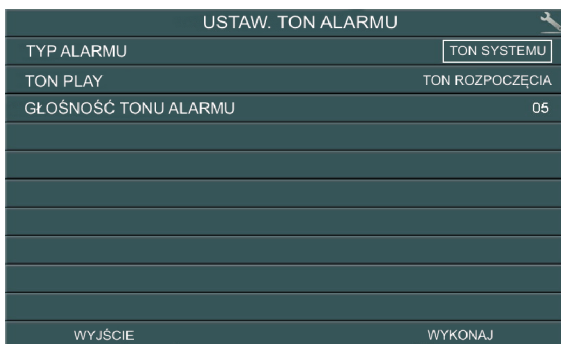 USTAW. TON ALARMU
TYP ALARMU TON SYSTEMU
TON PLAY TON ROZPOCZĘCIA
GŁOŚNOŚĆ TONU ALARMU 05
WYJŚCIE WYKONAJ